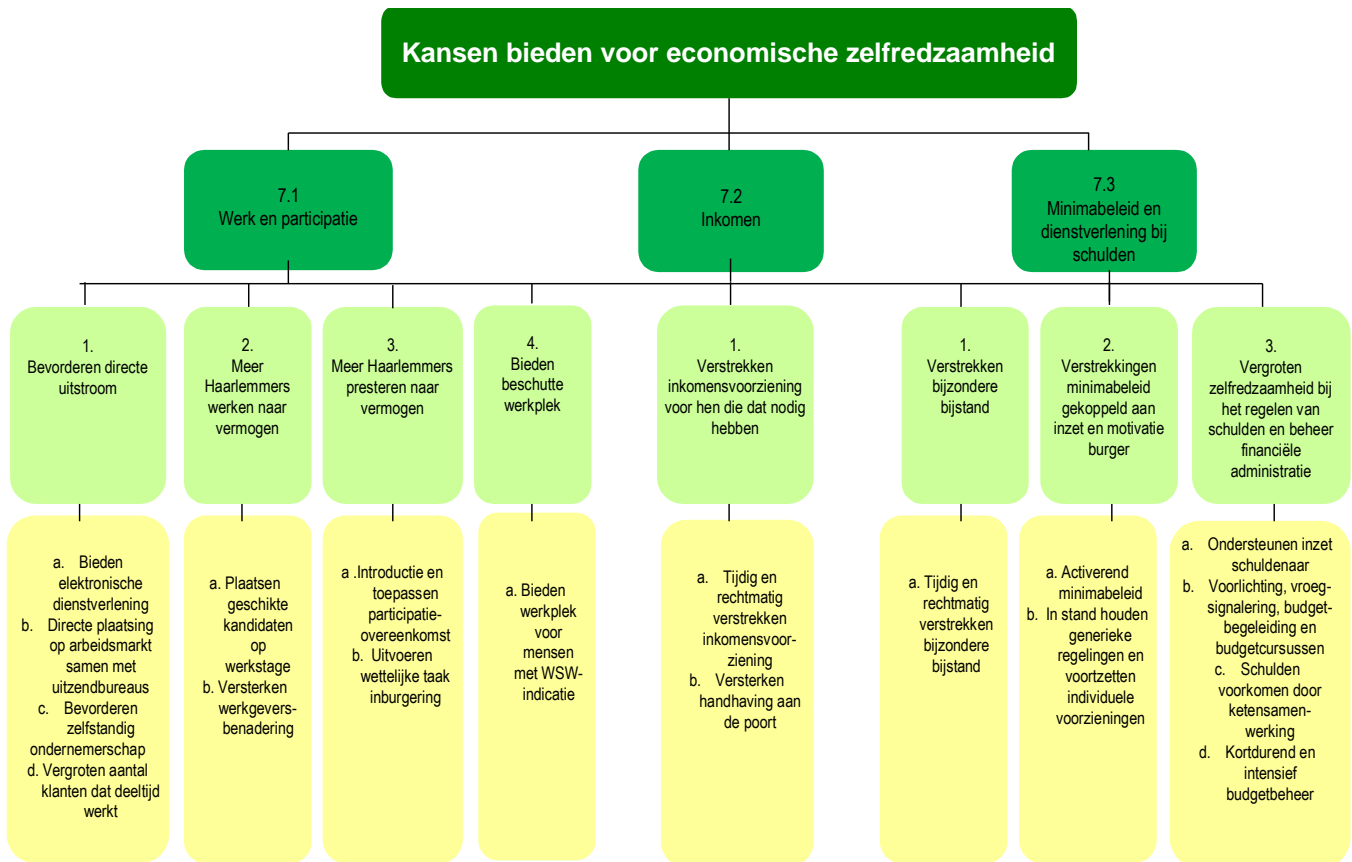 Kansen bieden voor economische zelfredzaamheid
7.1
Werk en participatie
7.2
Inkomen
7.3
Minimabeleid en
dienstverlening bij
schulden
1.
Bevorderen directe
uitstroom
2.
Meer
Haarlemmers
werken naar
vermogen
3.
Meer Haarlemmers
presteren naar
vermogen
4.
Bieden
beschutte
werkplek
1.
Verstrekken
inkomensvoorziening
voor hen die dat nodig
hebben
1.
Verstrekken
bijzondere
bijstand
2.
Verstrekkingen
minimabeleid
gekoppeld aan
inzet en motivatie
burger
3.
Vergroten
zelfredzaamheid bij
het regelen van
schulden en beheer
financiële
administratie
a. Bieden
elektronische
dienstverlening
b. Directe plaatsing
op arbeidsmarkt
samen met
uitzendbureaus
c. Bevorderen
zelfstandig
ondernemerschap
d. Vergroten aantal
klanten dat deeltijd
werkt
a. Plaatsen
geschikte
kandidaten
op
werkstage
b. Versterken
werkgevers-
benadering
a .Introductie en
toepassen
participatie-
overeenkomst
b. Uitvoeren
wettelijke taak
inburgering
a. Bieden
werkplek
voor
mensen
met WSW-
indicatie
a. Tijdig en
rechtmatig
verstrekken
inkomensvoor-
ziening
b. Versterken
handhaving aan
de poort
a. Tijdig en
rechtmatig
verstrekken
bijzondere
bijstand
a. Activerend
minimabeleid
b. In stand houden
generieke
regelingen en
voortzetten
individuele
voorzieningen
a. Ondersteunen inzet
schuldenaar
b. Voorlichting, vroeg-
signalering, budget-
begeleiding en
budgetcursussen
c. Schulden
voorkomen door
ketensamen-
werking
d. Kortdurend en
intensief
budgetbeheer